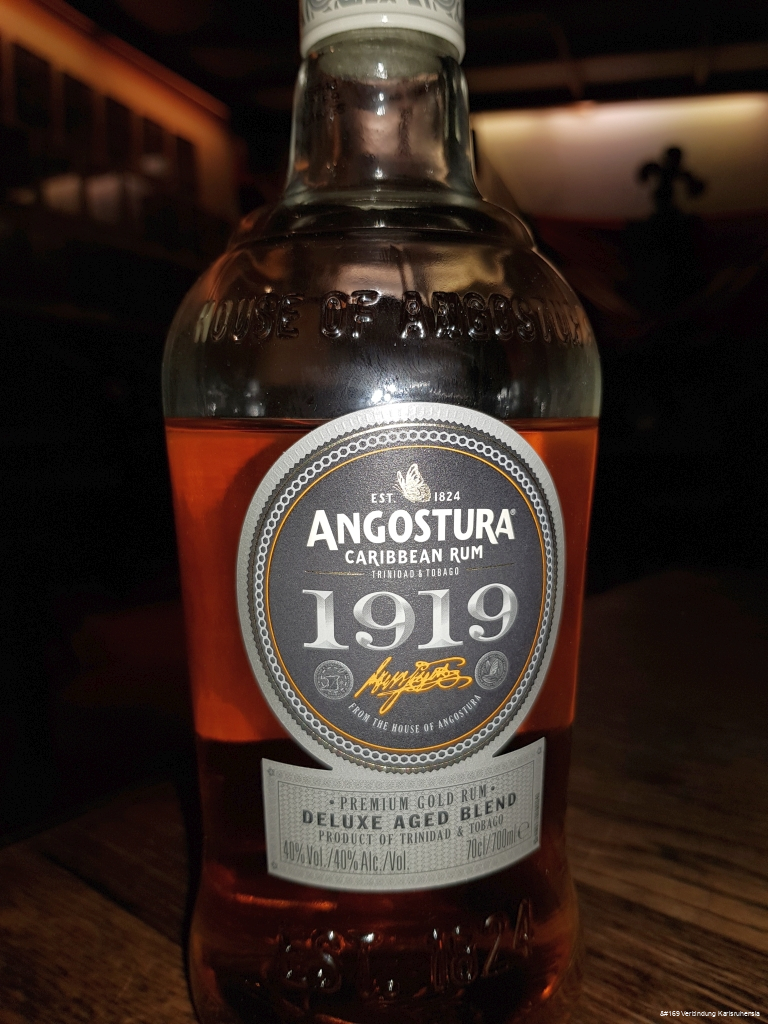 HOUSE OF ANGOSTU
EST. 1824
ANGOSTURA®
CARIBBEAN RUM
TRINIDAD & TOBAGO
1919
FROM THE HOUSE OF ANGOSTURA
• PREMIUM GOLD RUM •
DELUXE AGED BLEND
PRODUCT OF TRINIDAD & TOBAGO
40% Vol./40% Alc./Vol. 70cl/700ml ℮
EST. 1824
&#169 Verbindung Karlsruhensia